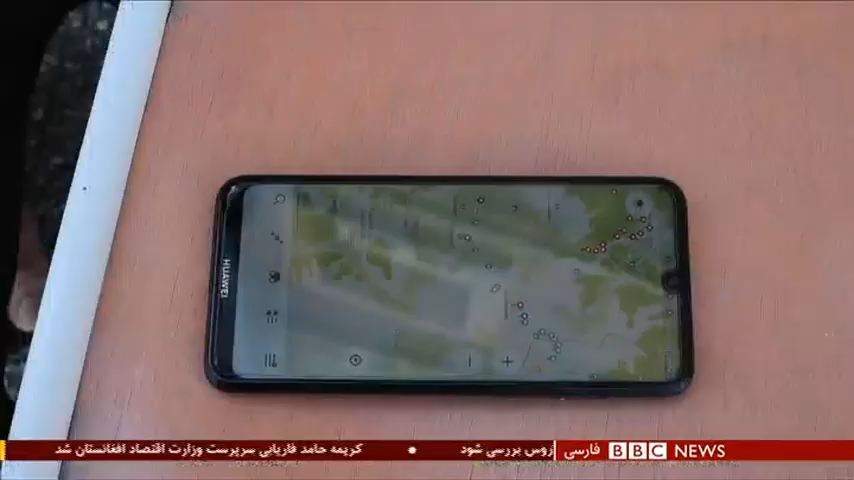 HUAWEI
BBC NEWS فارسی
روس بررسی شود • کریمه حامد فاریابی سرپرست وزارت اقتصاد افغانستان شد